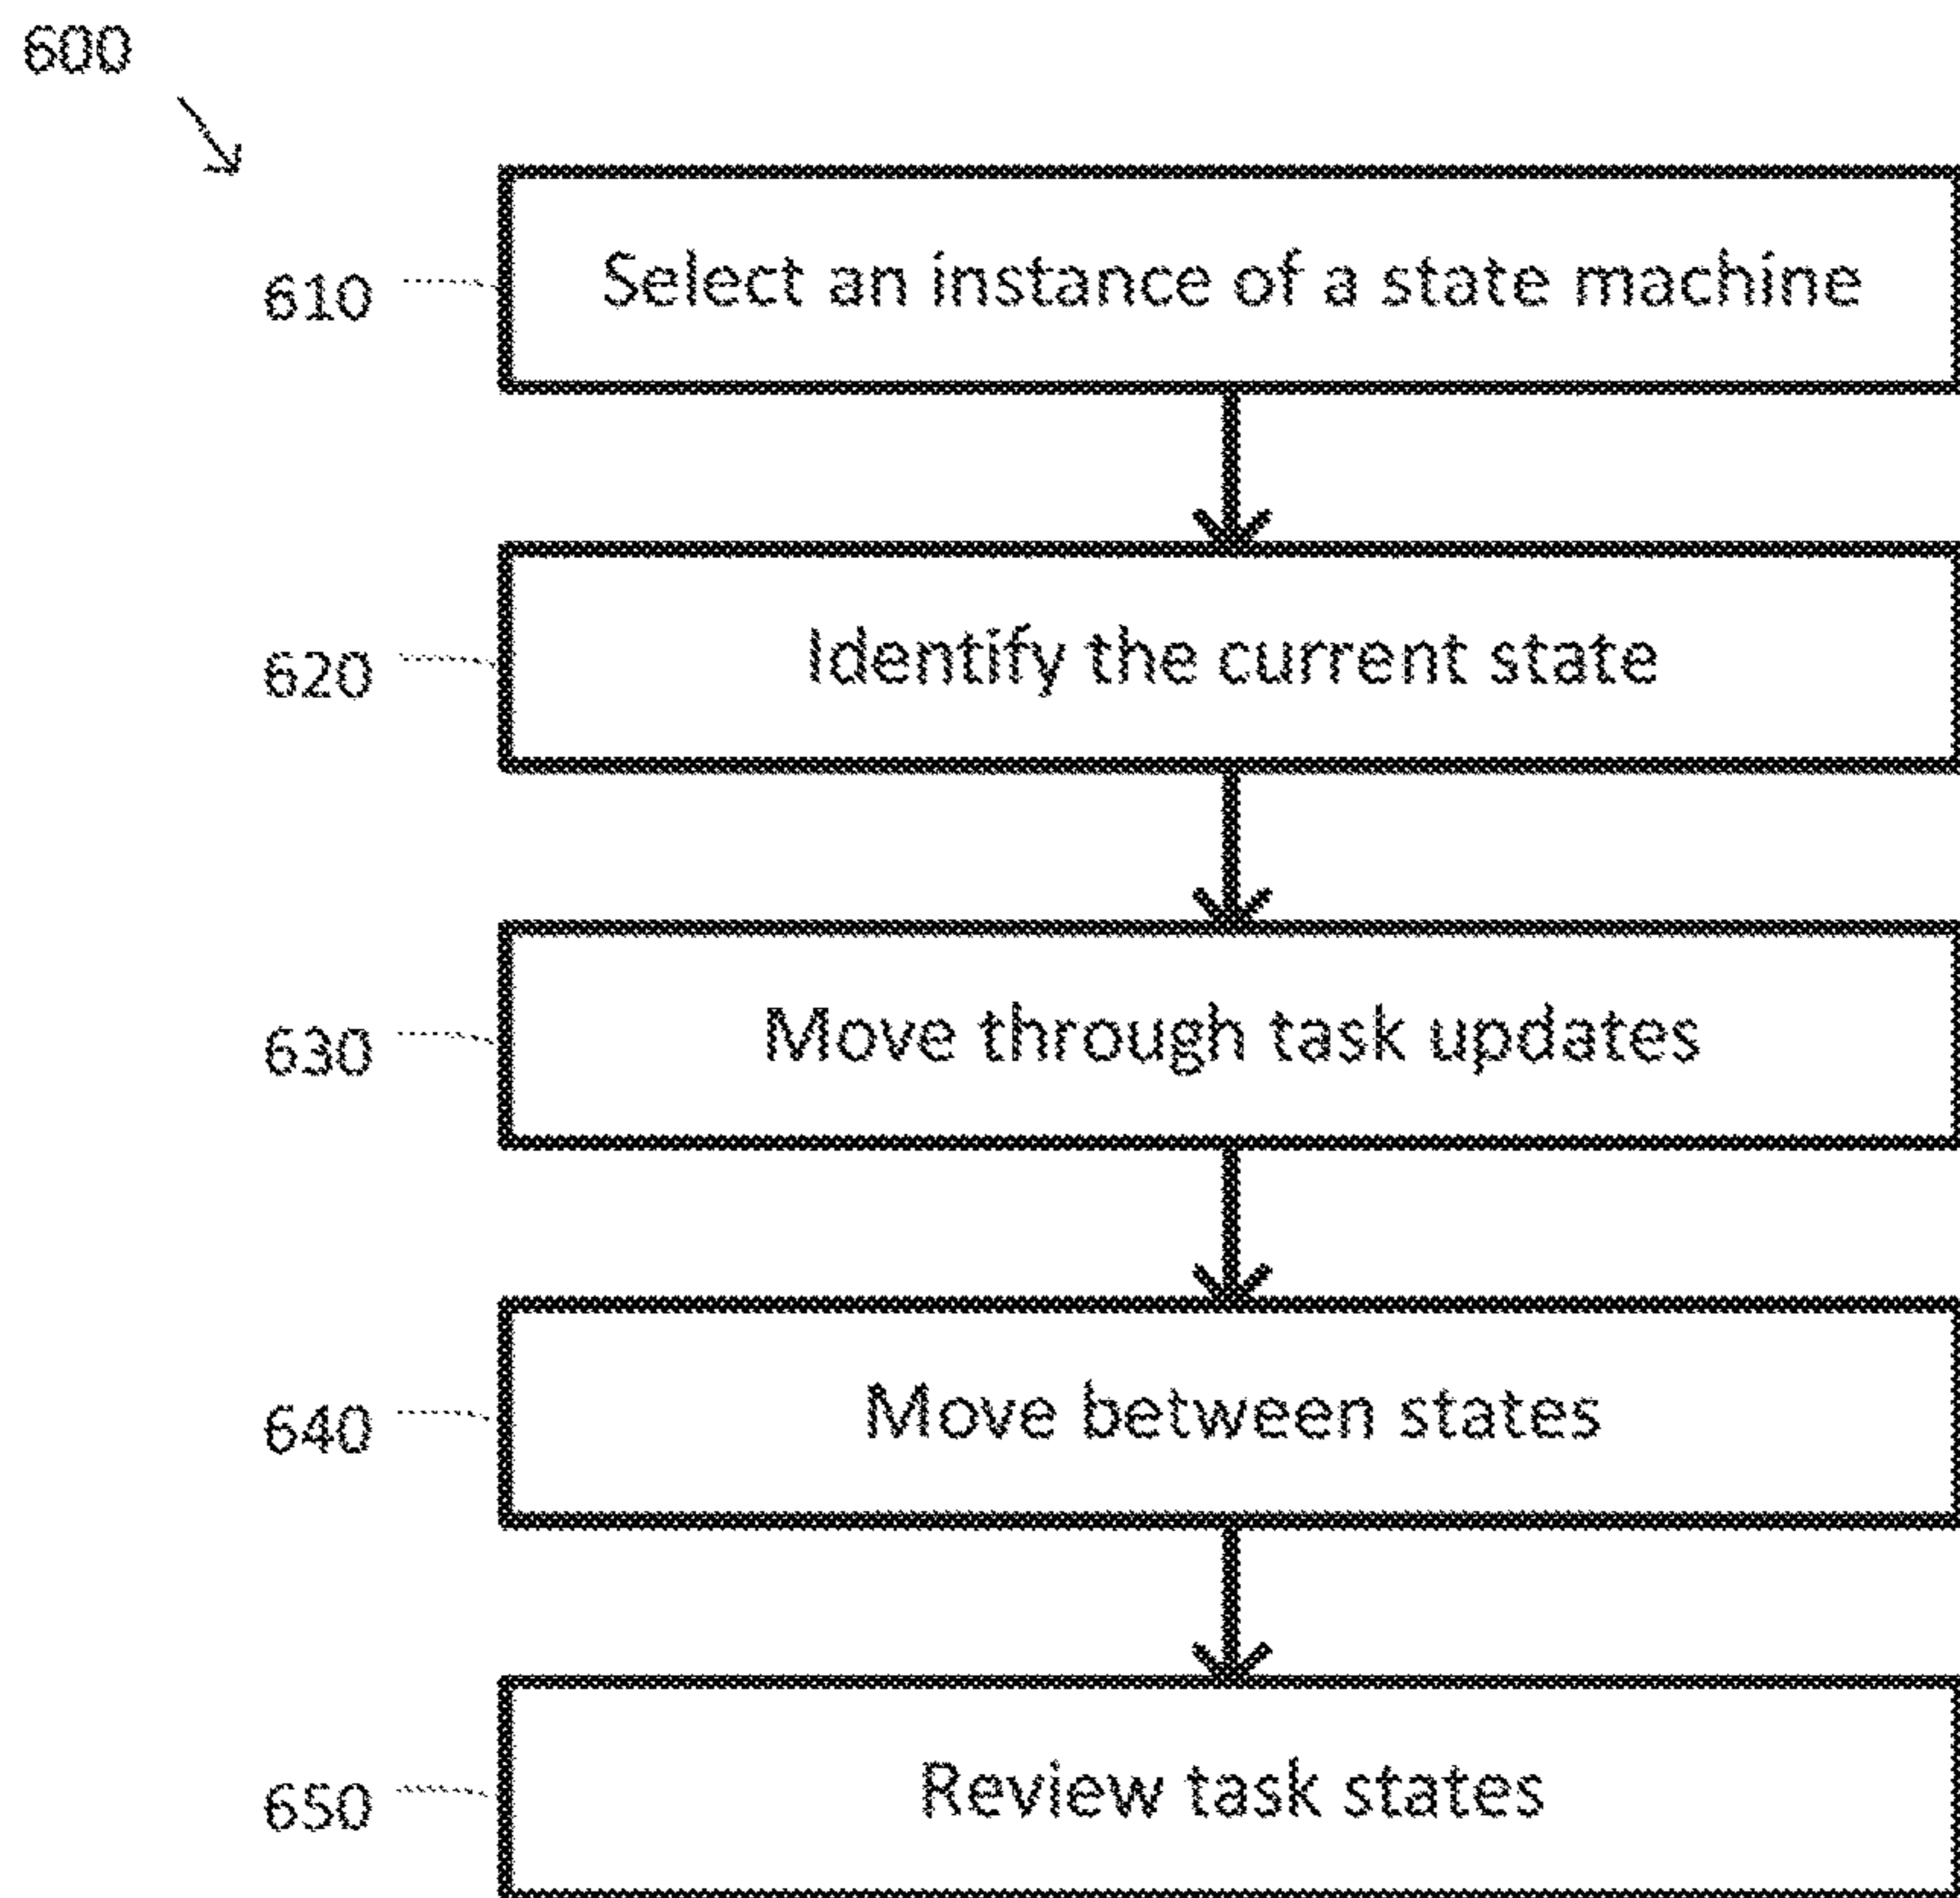 600
610 Select an instance of a state machine
620 Identify the current state
630 Move through task updates
640 Move between states
650 Review task states